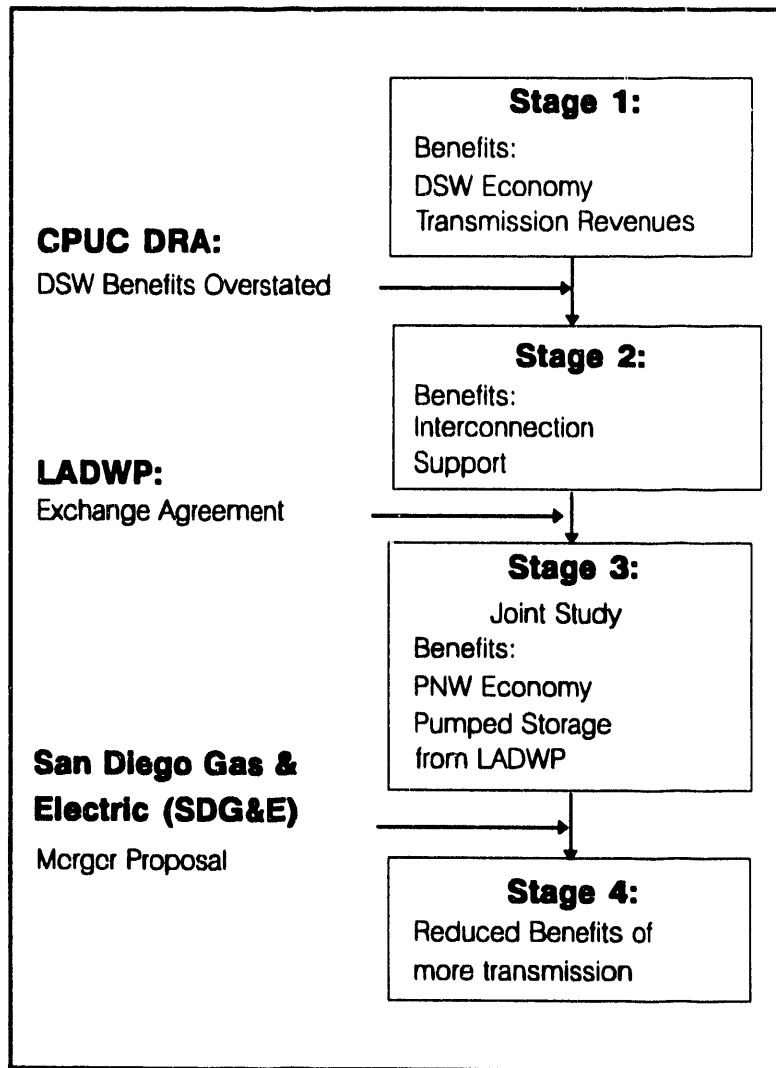 Stage 1:
Benefits:
DSW Economy
Transmission Revenues
CPUC DRA:
DSW Benefits Overstated
Stage 2:
Benefits:
Interconnection
Support
LADWP:
Exchange Agreement
Stage 3:
Joint Study
Benefits:
PNW Economy
Pumped Storage
from LADWP
San Diego Gas &
Electric (SDG&E)
Merger Proposal
Stage 4:
Reduced Benefits of
more transmission